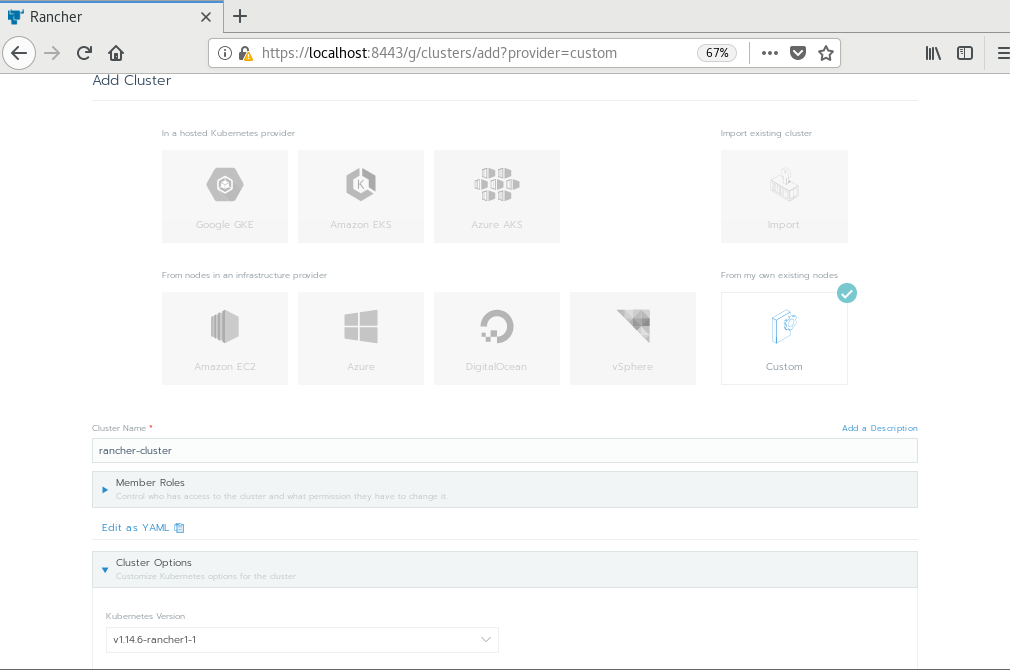 Rancher
https://localhost:8443/g/clusters/add?provider=custom
67%
Add Cluster
In a hosted Kubernetes provider
Import existing cluster
Google GKE
Amazon EKS
Azure AKS
Import
From nodes in an infrastructure provider
From my own existing nodes
Amazon EC2
Azure
DigitalOcean
vSphere
Custom
Cluster Name *
Add a Description
rancher-cluster
Member Roles
Control who has access to the cluster and what permission they have to change it.
Edit as YAML
Cluster Options
Customize Kubernetes options for the cluster
Kubernetes Version
v1.14.6-rancher1-1